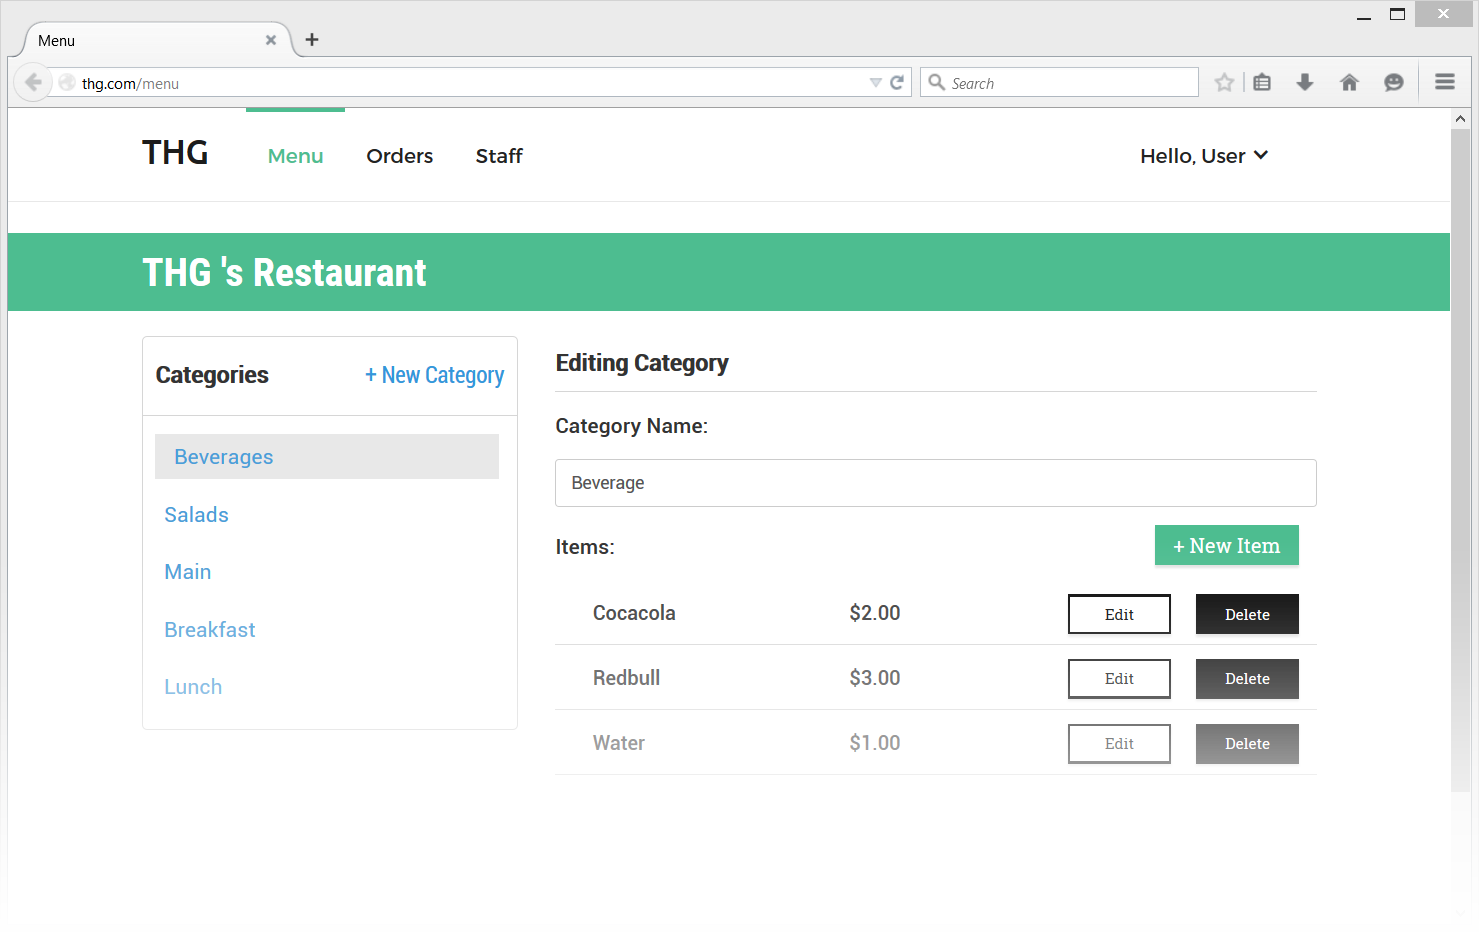 Menu
thg.com/menu
Search
THG
Menu
Orders
Staff
Hello, User
THG 's Restaurant
Categories
+ New Category
Beverages
Salads
Main
Breakfast
Lunch
Editing Category
Category Name:
Beverage
Items:
+ New Item
Cocacola $2.00 Edit Delete
Redbull $3.00 Edit Delete
Water $1.00 Edit Delete